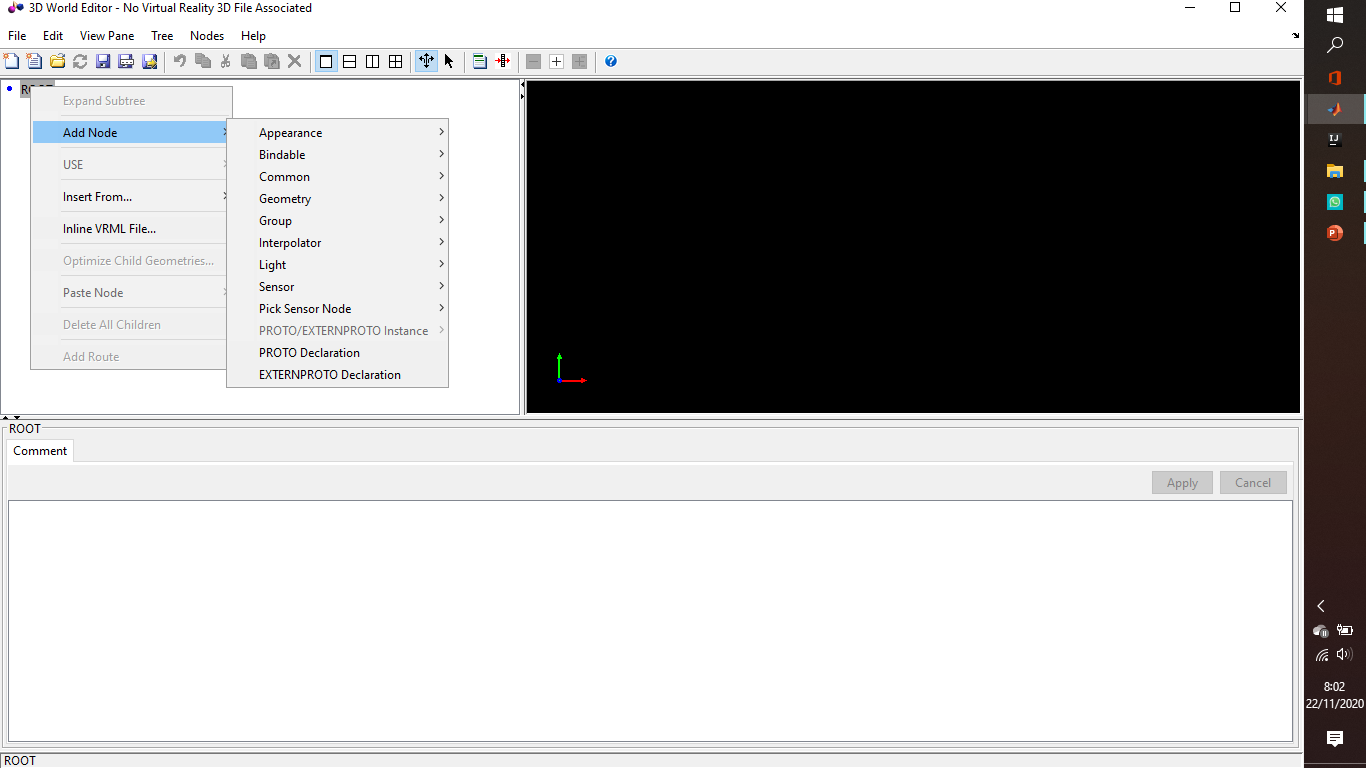 3D World Editor - No Virtual Reality 3D File Associated
File Edit View Pane Tree Nodes Help
ROOT
Expand Subtree
Add Node
USE
Insert From...
Inline VRML File...
Optimize Child Geometries...
Paste Node
Delete All Children
Add Route
Appearance
Bindable
Common
Geometry
Group
Interpolator
Light
Sensor
Pick Sensor Node
PROTO/EXTERNPROTO Instance
PROTO Declaration
EXTERNPROTO Declaration
ROOT
Comment
Apply Cancel
ROOT
IJ
P
8:02
22/11/2020